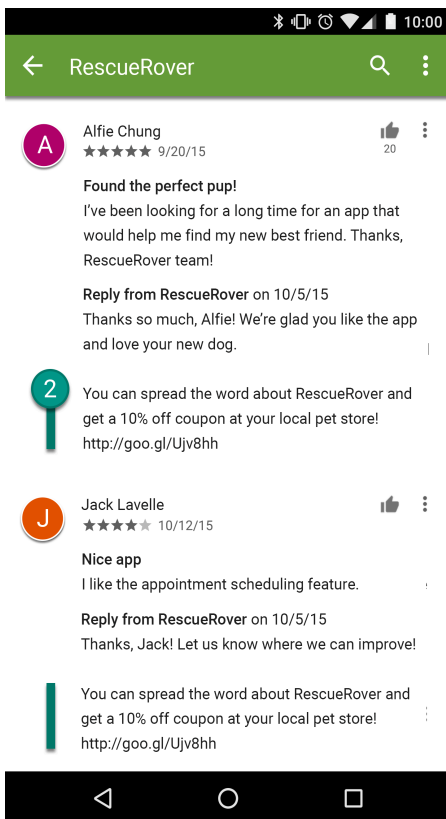 10:00
RescueRover
A
Alfie Chung
★★★★★ 9/20/15
20
Found the perfect pup!
I’ve been looking for a long time for an app that
would help me find my new best friend. Thanks,
RescueRover team!
Reply from RescueRover on 10/5/15
Thanks so much, Alfie! We’re glad you like the app
and love your new dog.
2
You can spread the word about RescueRover and
get a 10% off coupon at your local pet store!
http://goo.gl/Ujv8hh
J
Jack Lavelle
★★★★★ 10/12/15
Nice app
I like the appointment scheduling feature.
Reply from RescueRover on 10/5/15
Thanks, Jack! Let us know where we can improve!
You can spread the word about RescueRover and
get a 10% off coupon at your local pet store!
http://goo.gl/Ujv8hh